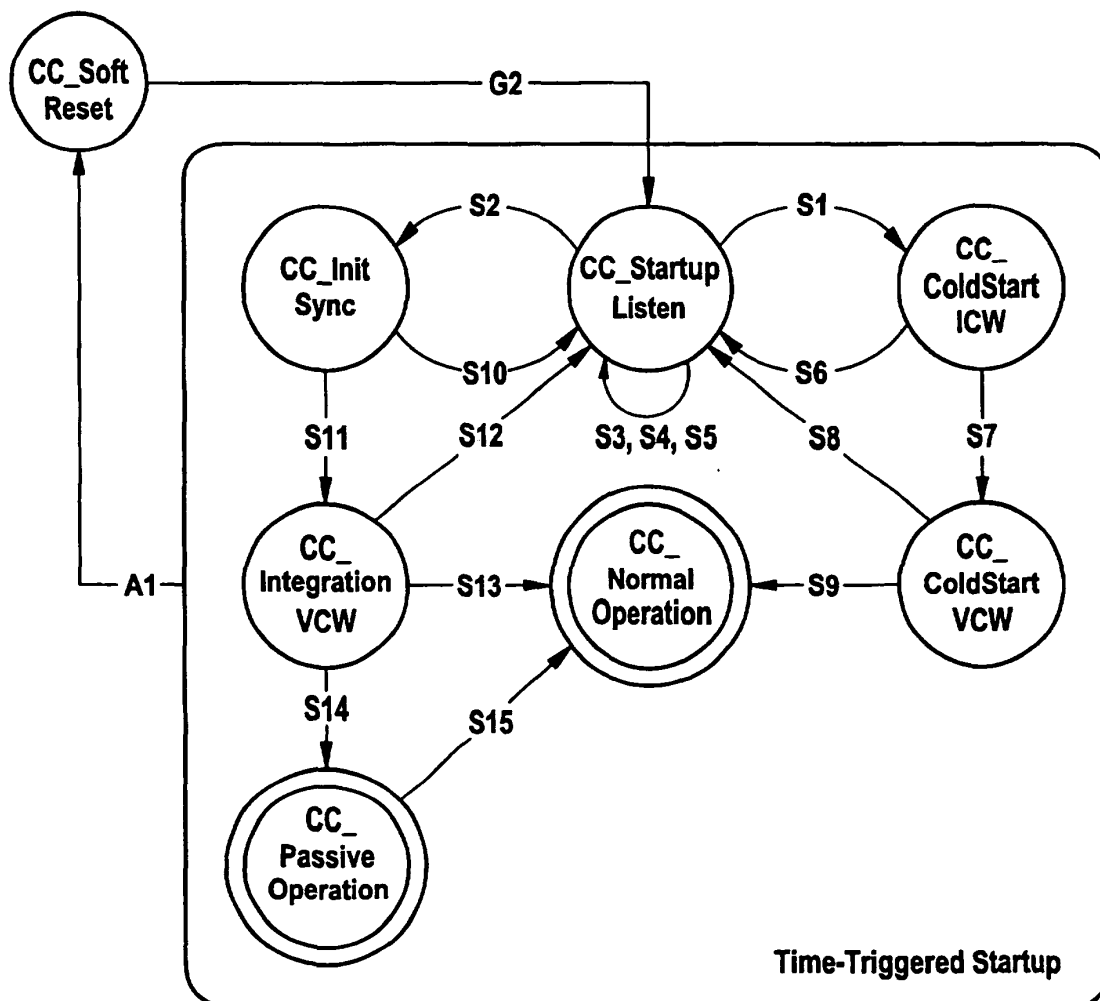 CC_Soft
Reset
G2
S2
S1
CC_Init
Sync
CC_Startup
Listen
CC_
ColdStart
ICW
S10
S6
S11
S12
S3, S4, S5
S8
S7
CC_
Integration
VCW
CC_
Normal
Operation
CC_
ColdStart
VCW
A1
S13
S9
S14
S15
CC_
Passive
Operation
Time-Triggered Startup